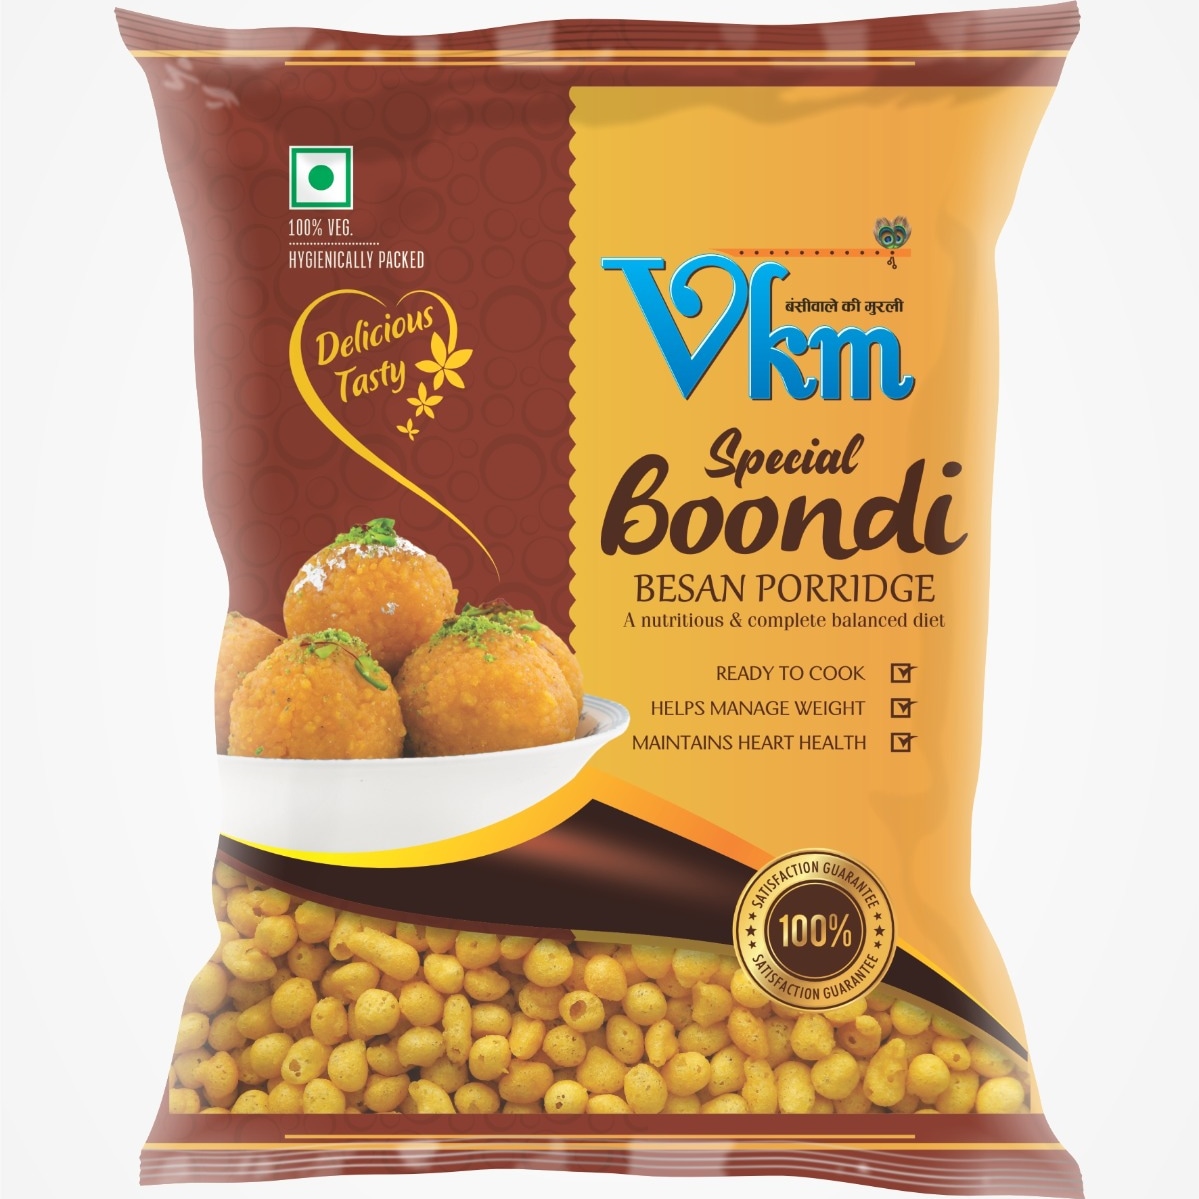 100% VEG.
HYGIENICALLY PACKED
Delicious
Tasty
Vkm
बंसीवाले की मुरली
Special
Boondi
BESAN PORRIDGE
A nutritious & complete balanced diet
READY TO COOK
HELPS MANAGE WEIGHT
MAINTAINS HEART HEALTH
SATISFACTION GUARANTEE
100%
SATISFACTION GUARANTEE